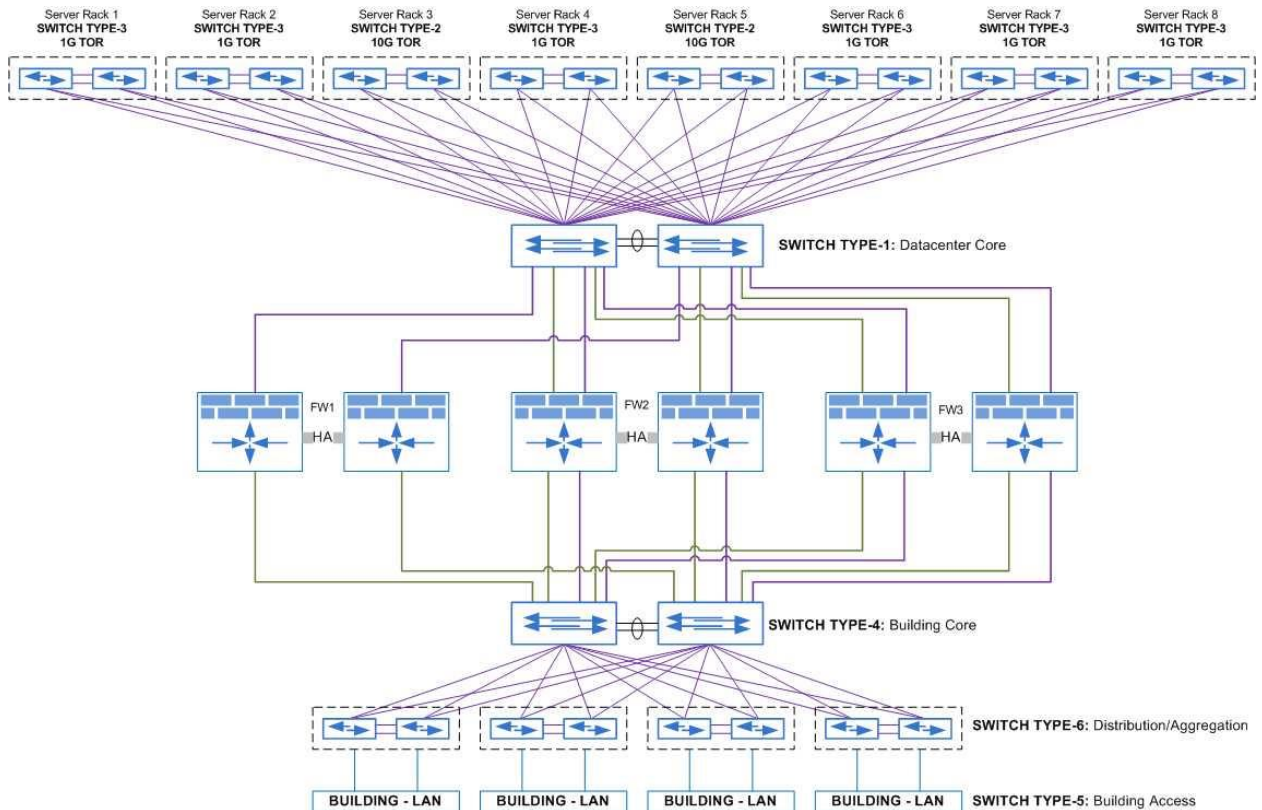 Server Rack 1
SWITCH TYPE-3
1G TOR
Server Rack 2
SWITCH TYPE-3
1G TOR
Server Rack 3
SWITCH TYPE-2
10G TOR
Server Rack 4
SWITCH TYPE-3
1G TOR
Server Rack 5
SWITCH TYPE-2
10G TOR
Server Rack 6
SWITCH TYPE-3
1G TOR
Server Rack 7
SWITCH TYPE-3
1G TOR
Server Rack 8
SWITCH TYPE-3
1G TOR
SWITCH TYPE-1: Datacenter Core
FW1
HA
FW2
HA
FW3
HA
SWITCH TYPE-4: Building Core
SWITCH TYPE-6: Distribution/Aggregation
BUILDING - LAN
BUILDING - LAN
BUILDING - LAN
BUILDING - LAN
SWITCH TYPE-5: Building Access